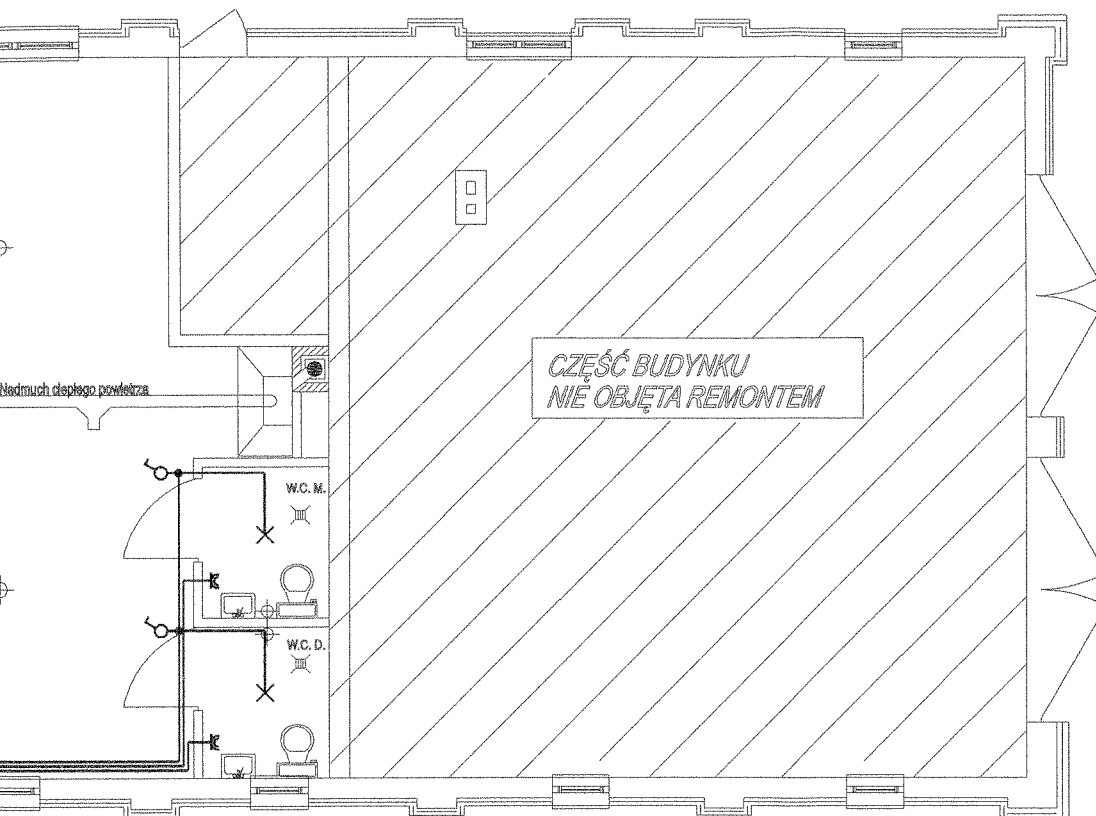 CZĘŚĆ BUDYNKU
NIE OBJĘTA REMONTEM
Nadmuch ciepłego powietrza
W.C. M.
W.C. D.